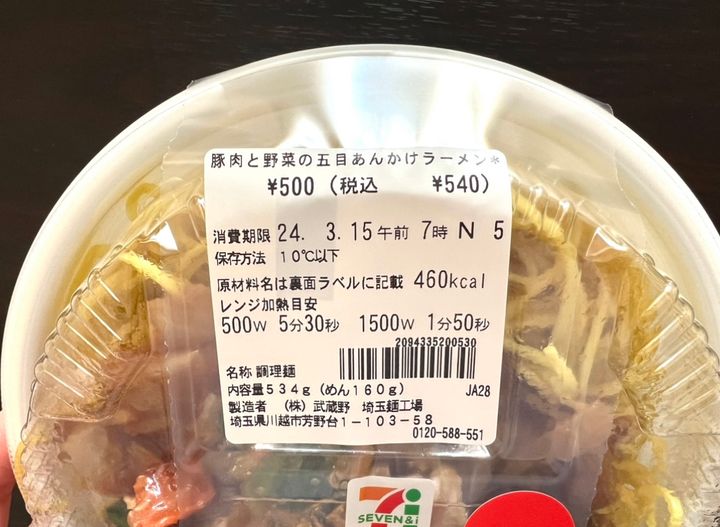 豚肉と野菜の五目あんかけラーメン*
¥500 (税込 ¥540)
消費期限 24. 3. 15午前 7時 N 5
保存方法 10℃以下
原材料名は裏面ラベルに記載 460kcal
レンジ加熱目安
500W 5分30秒 1500W 1分50秒
2094335200530
名称 調理麺
内容量534g(めん160g) JA28
製造者 (株)武蔵野 埼玉麺工場
埼玉県川越市芳野台1-103-58
0120-588-551
SEVEN&i